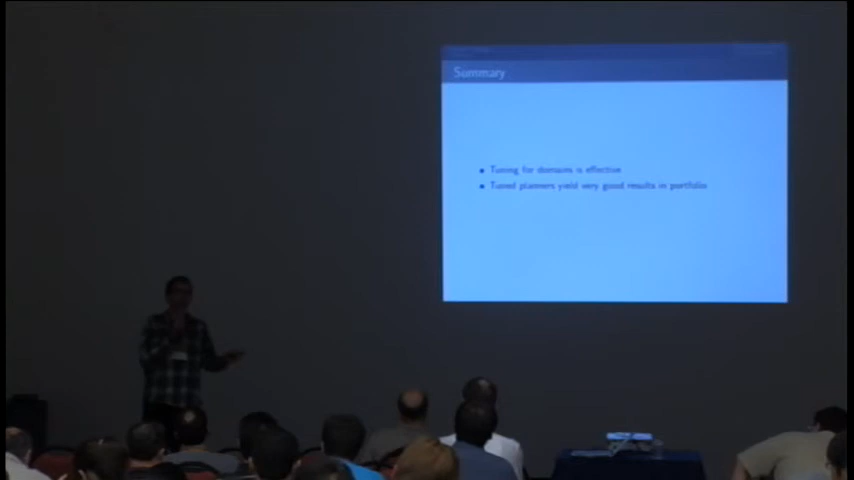 Summary
Tuning for domains is effective
Tuned planners yield very good results in portfolio